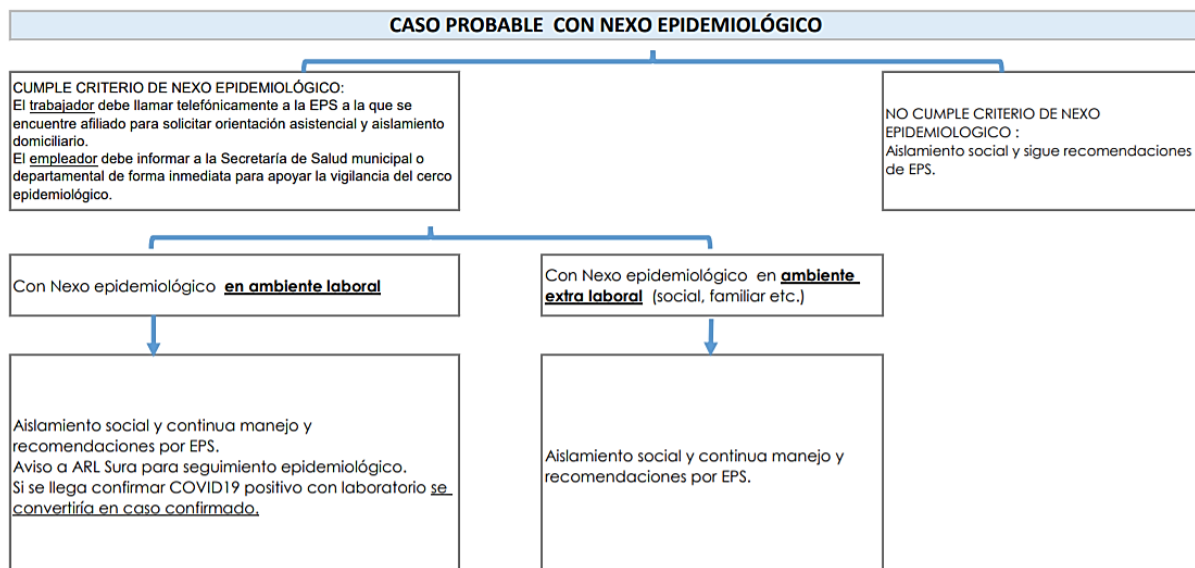 CASO PROBABLE CON NEXO EPIDEMIOLÓGICO
CUMPLE CRITERIO DE NEXO EPIDEMIOLÓGICO:
El trabajador debe llamar telefónicamente a la EPS a la que se
encuentre afiliado para solicitar orientación asistencial y aislamiento
domiciliario.
El empleador debe informar a la Secretaría de Salud municipal o
departamental de forma inmediata para apoyar la vigilancia del cerco
epidemiológico.
NO CUMPLE CRITERIO DE NEXO
EPIDEMIOLOGICO :
Aislamiento social y sigue recomendaciones
de EPS.
Con Nexo epidemiológico en ambiente laboral
Con Nexo epidemiológico en ambiente
extra laboral (social, familiar etc.)
Aislamiento social y continua manejo y
recomendaciones por EPS.
Aviso a ARL Sura para seguimiento epidemiológico.
Si se llega confirmar COVID19 positivo con laboratorio se
convertiría en caso confirmado.
Aislamiento social y continua manejo y
recomendaciones por EPS.